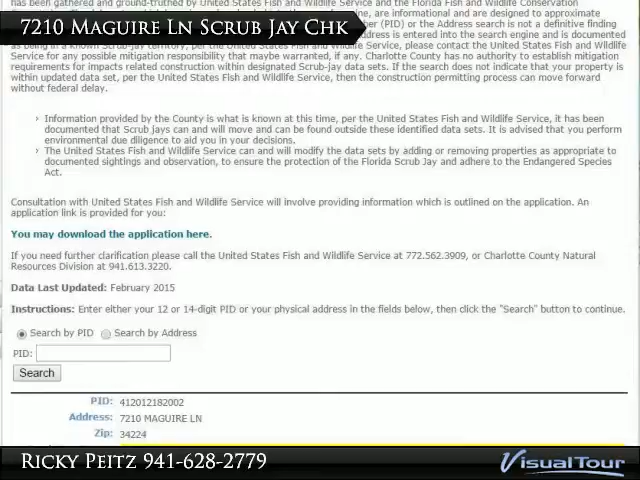 has been gathered and ground-truthed by United States Fish and Wildlife Service and the Florida Fish and Wildlife Conservation
7210 Maguire Ln Scrub Jay Chk
are informational and are designed to approximate
(PID) or the Address search is not a definitive finding
address is entered into the search engine and is documented
as being in a known Scrub-jay territory, per the United States Fish and Wildlife Service, please contact the United States Fish and Wildlife
Service for any possible mitigation responsibility that maybe warranted, if any. Charlotte County has no authority to establish mitigation
requirements for impacts related construction within designated Scrub-jay data sets. If the search does not indicate that your property is
within updated data set, per the United States Fish and Wildlife Service, then the construction permitting process can move forward
without federal delay.
Information provided by the County is what is known at this time, per the United States Fish and Wildlife Service, it has been
documented that Scrub jays can and will move and can be found outside these identified data sets. It is advised that you perform
environmental due diligence to aid you in your decisions.
The United States Fish and Wildlife Service can and will modify the data sets by adding or removing properties as appropriate to
documented sightings and observation, to ensure the protection of the Florida Scrub Jay and adhere to the Endangered Species
Act.
Consultation with United States Fish and Wildlife Service will involve providing information which is outlined on the application. An
application link is provided for you:
You may download the application here.
If you need further clarification please call the United States Fish and Wildlife Service at 772.562.3909, or Charlotte County Natural
Resources Division at 941.613.3220.
Data Last Updated: February 2015
Instructions: Enter either your 12 or 14-digit PID or your physical address in the fields below, then click the "Search" button to continue.
Search by PID Search by Address
PID:
Search
PID: 412012182002
Address: 7210 MAGUIRE LN
Zip: 34224
Ricky Peitz 941-628-2779
VisualTour